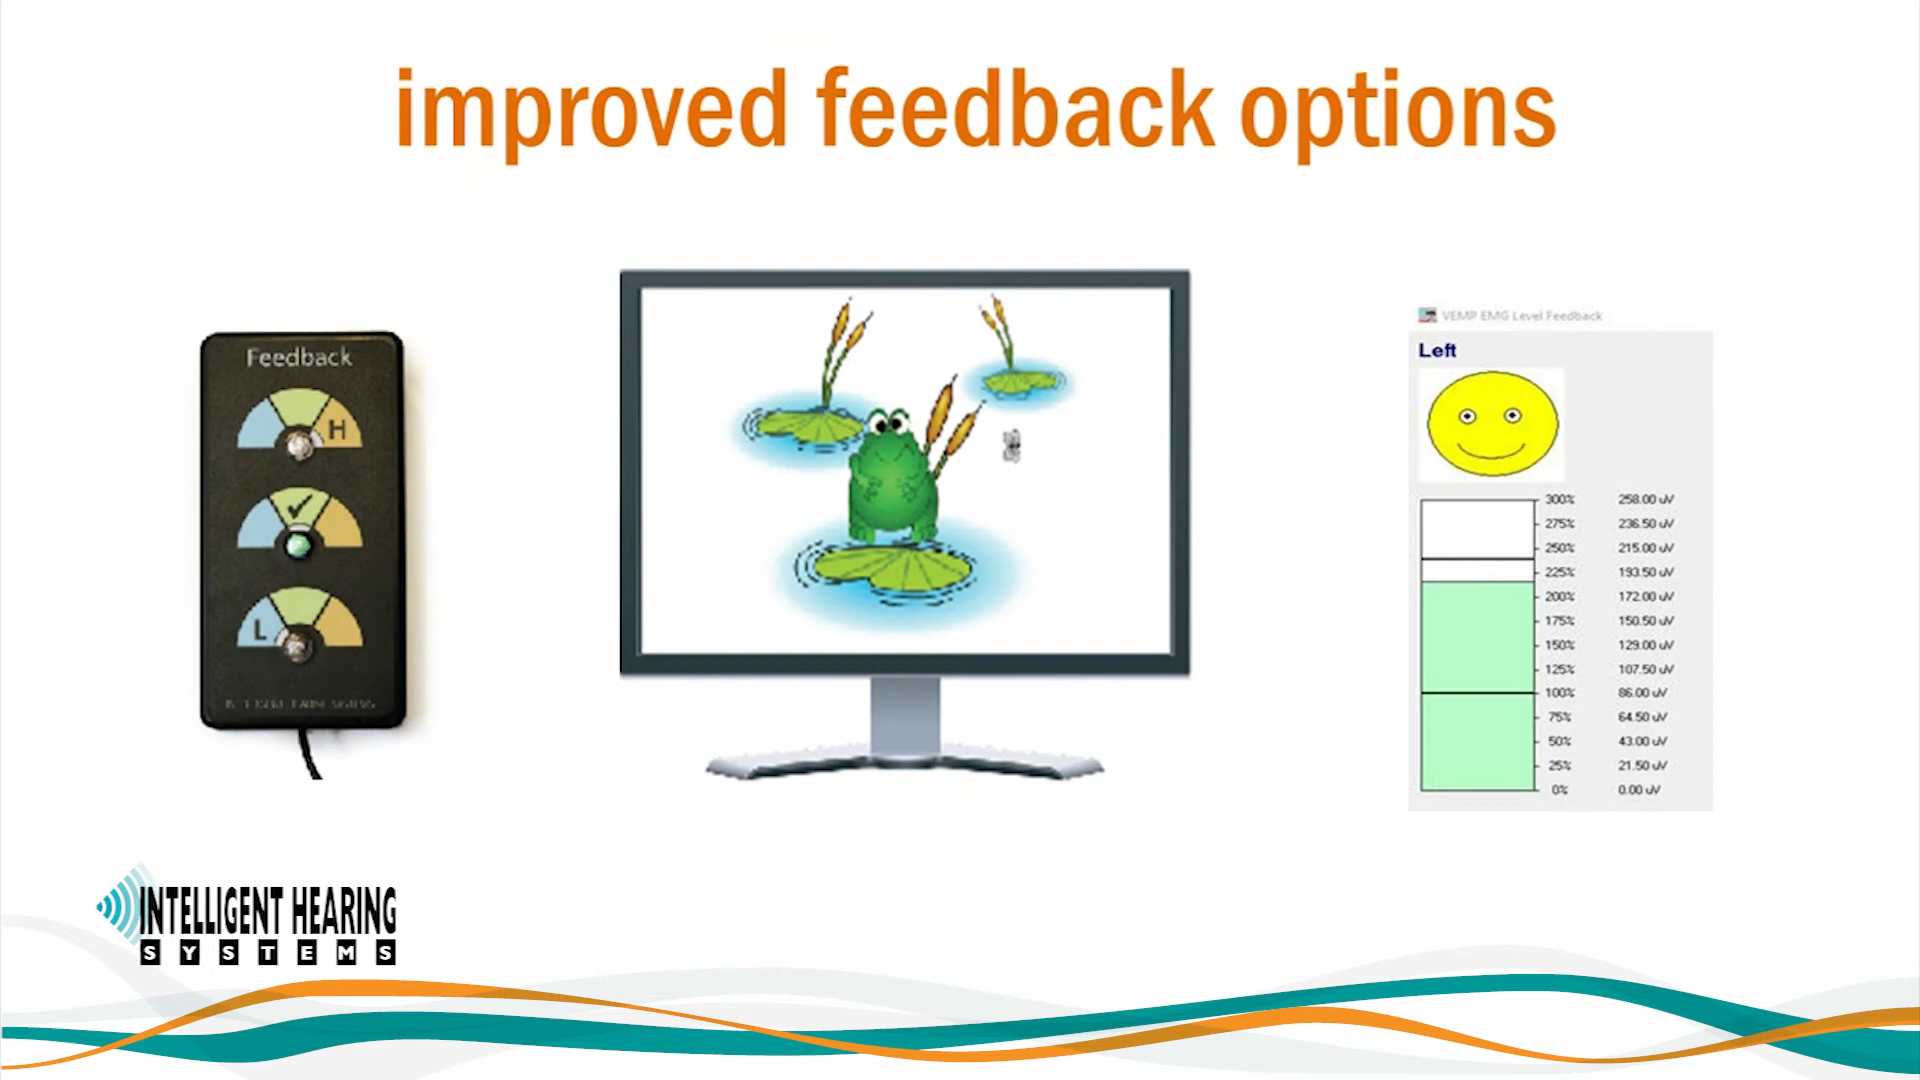 improved feedback options
Feedback
H
L
VEMP EMG Level Feedback
Left
300% 258.00 uV
275% 236.50 uV
250% 215.00 uV
225% 193.50 uV
200% 172.00 uV
175% 150.50 uV
150% 129.00 uV
125% 107.50 uV
100% 86.00 uV
75% 64.50 uV
50% 43.00 uV
25% 21.50 uV
0% 0.00 uV
INTELLIGENT HEARING
SYSTEMS